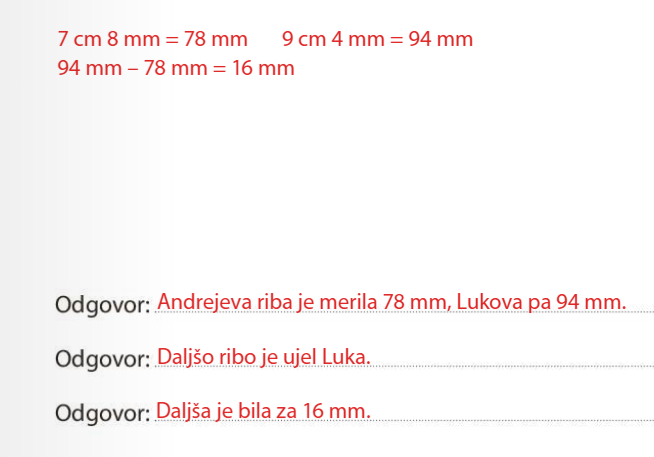 7 cm 8 mm = 78 mm 9 cm 4 mm = 94 mm
94 mm – 78 mm = 16 mm
Odgovor: Andrejeva riba je merila 78 mm, Lukova pa 94 mm.
Odgovor: Daljšo ribo je ujel Luka.
Odgovor: Daljša je bila za 16 mm.